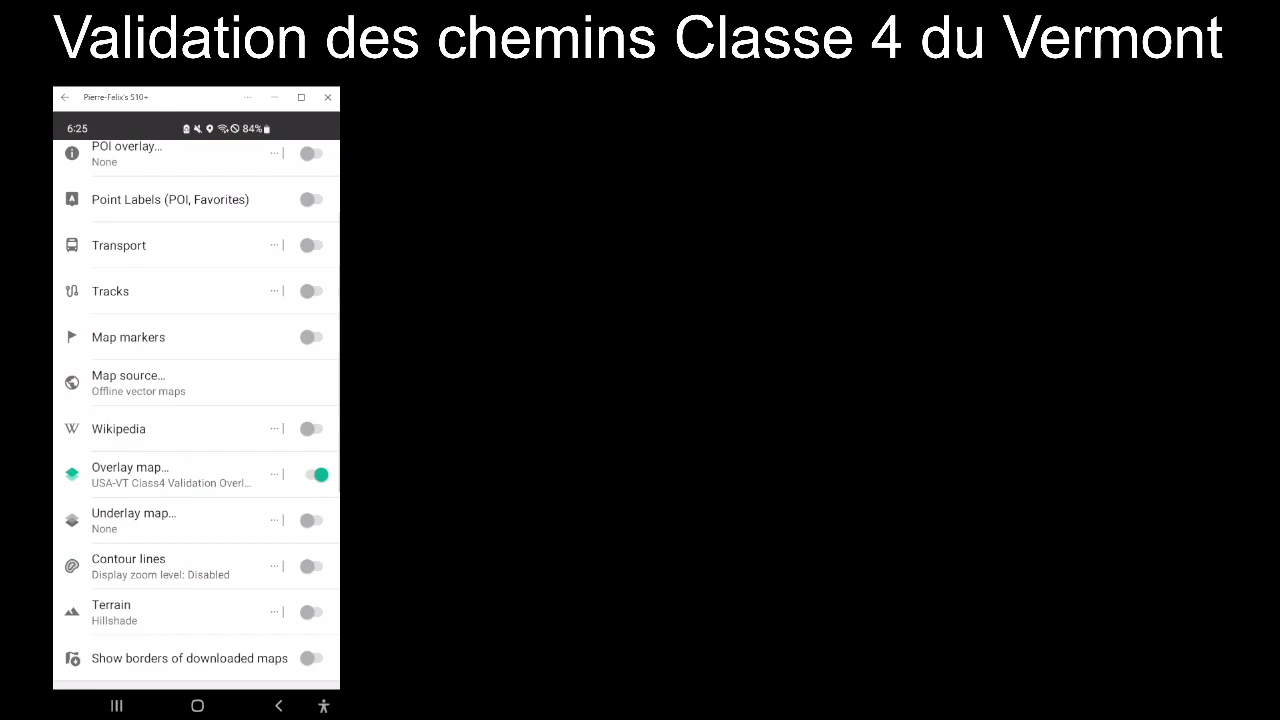 Validation des chemins Classe 4 du Vermont
Pierre-Felix's S10+
6:25
84%
POI overlay...
None
Point Labels (POI, Favorites)
Transport
Tracks
Map markers
Map source...
Offline vector maps
Wikipedia
Overlay map...
USA-VT Class4 Validation Overl...
Underlay map...
None
Contour lines
Display zoom level: Disabled
Terrain
Hillshade
Show borders of downloaded maps